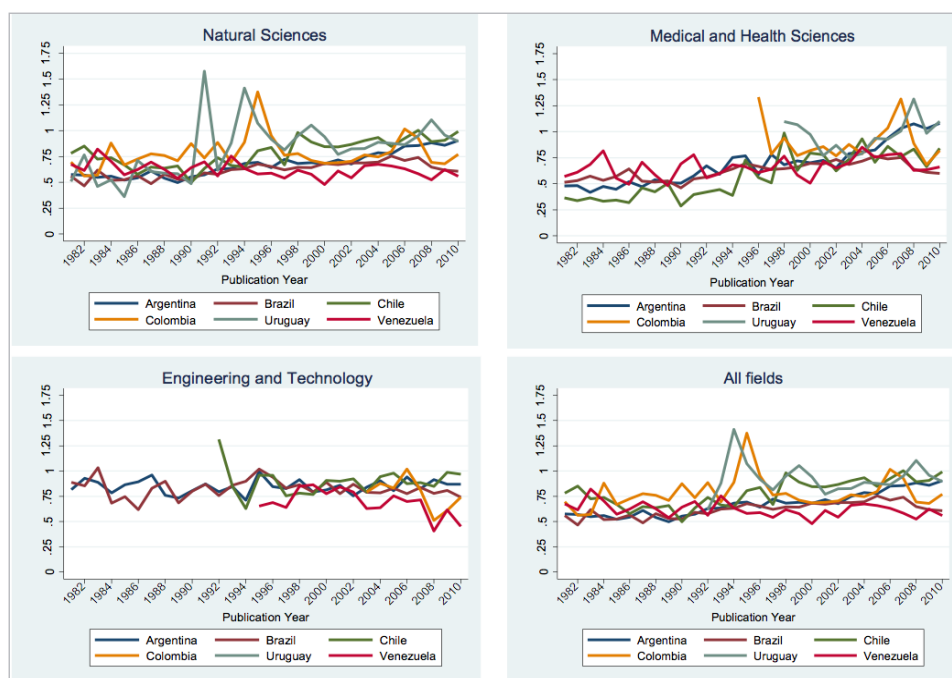 Natural Sciences
1.75
1.5
1.25
1
.75
.5
.25
0
1982 1984 1986 1988 1990 1992 1994 1996 1998 2000 2002 2004 2006 2008 2010
Publication Year
Argentina Brazil Chile
Colombia Uruguay Venezuela
Medical and Health Sciences
1.75
1.5
1.25
1
.75
.5
.25
0
1982 1984 1986 1988 1990 1992 1994 1996 1998 2000 2002 2004 2006 2008 2010
Publication Year
Argentina Brazil Chile
Colombia Uruguay Venezuela
Engineering and Technology
1.75
1.5
1.25
1
.75
.5
.25
0
1982 1984 1986 1988 1990 1992 1994 1996 1998 2000 2002 2004 2006 2008 2010
Publication Year
Argentina Brazil Chile
Colombia Uruguay Venezuela
All fields
1.75
1.5
1.25
1
.75
.5
.25
0
1982 1984 1986 1988 1990 1992 1994 1996 1998 2000 2002 2004 2006 2008 2010
Publication Year
Argentina Brazil Chile
Colombia Uruguay Venezuela